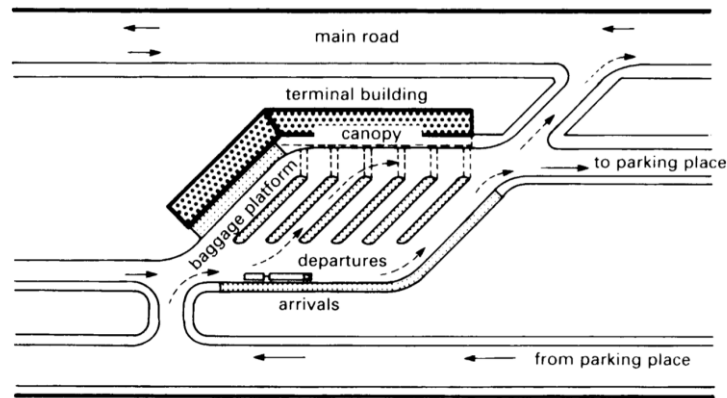 main road
terminal building
canopy
to parking place
baggage platform
departures
arrivals
from parking place